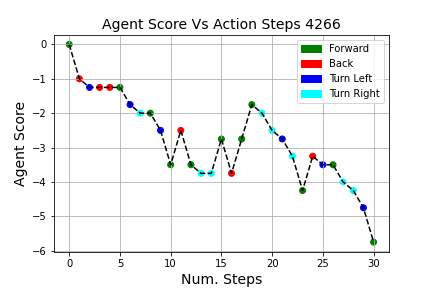 Agent Score Vs Action Steps 4266
Forward
Back
Turn Left
Turn Right
Agent Score
0
−1
−2
−3
−4
−5
−6
0 5 10 15 20 25 30
Num. Steps